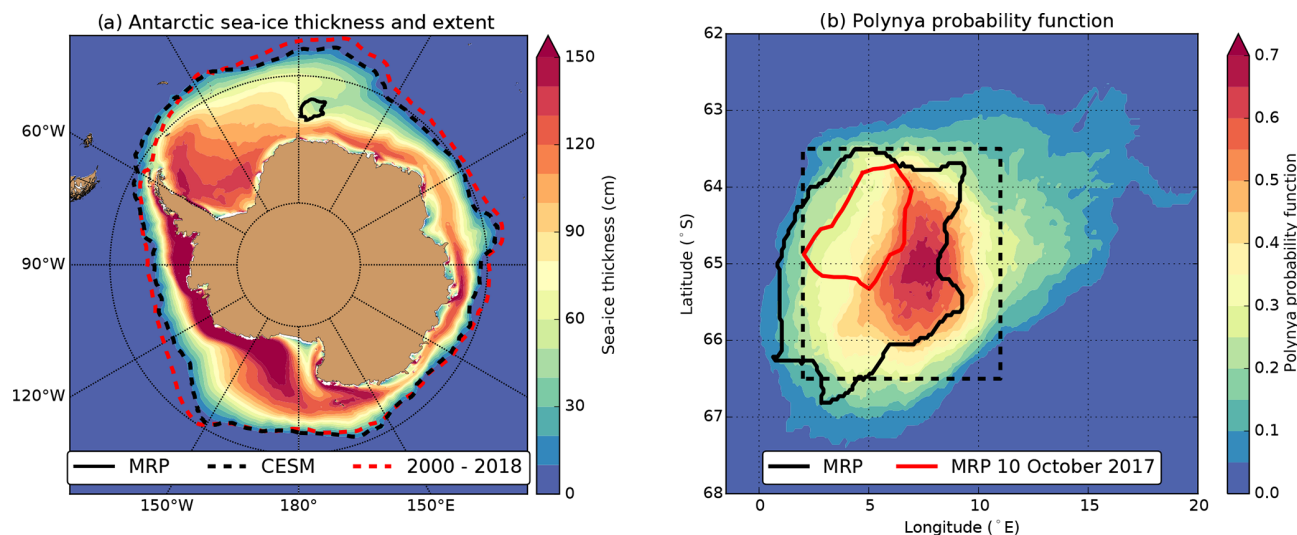 (a) Antarctic sea-ice thickness and extent
60°W
90°W
120°W
150°W 180° 150°E
MRP CESM 2000 - 2018
150
120
90
60
30
0
Sea-ice thickness (cm)
(b) Polynya probability function
62
63
64
65
66
67
68
Latitude (°S)
0 5 10 15 20
Longitude (°E)
MRP MRP 10 October 2017
0.7
0.6
0.5
0.4
0.3
0.2
0.1
0.0
Polynya probability function